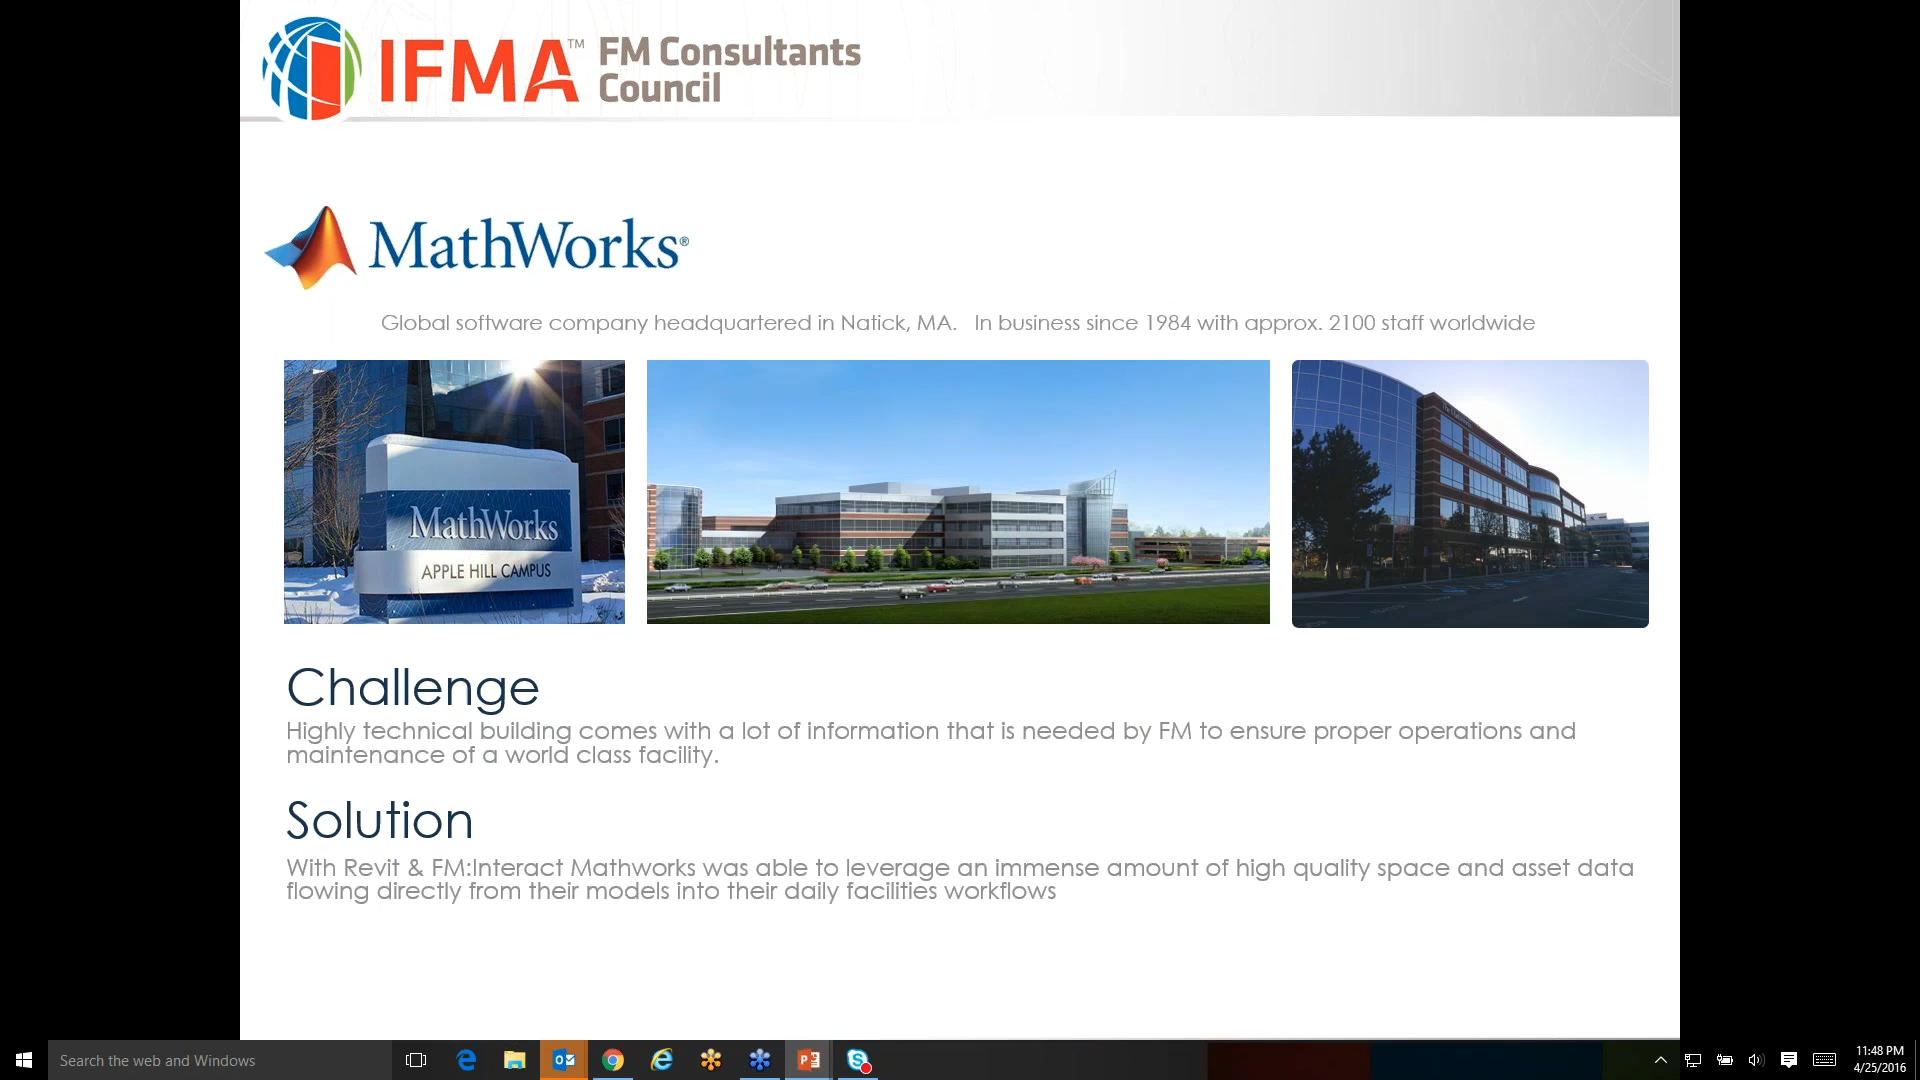 IFMA™ FM Consultants
Council
MathWorks®
Global software company headquartered in Natick, MA. In business since 1984 with approx. 2100 staff worldwide
MathWorks
APPLE HILL CAMPUS
Challenge
Highly technical building comes with a lot of information that is needed by FM to ensure proper operations and
maintenance of a world class facility.
Solution
With Revit & FM:Interact Mathworks was able to leverage an immense amount of high quality space and asset data
flowing directly from their models into their daily facilities workflows
Search the web and Windows
11:48 PM
4/25/2016